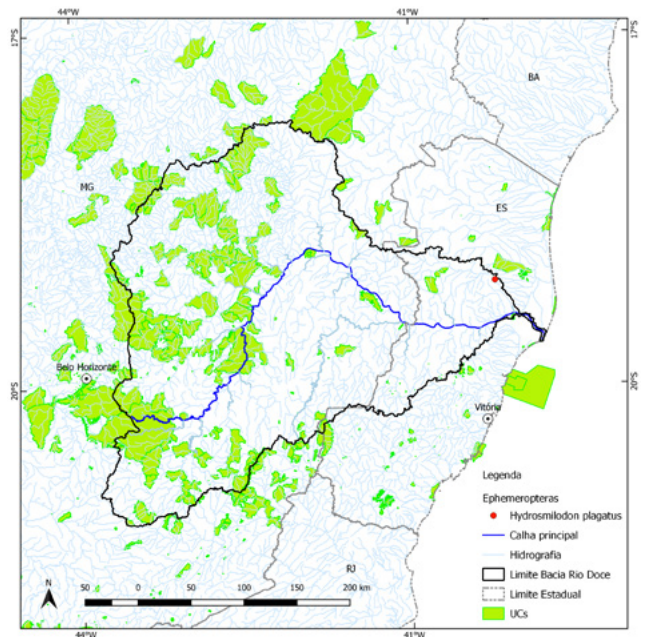 44°W
41°W
17°S
17°S
BA
MG
ES
Belo Horizonte
20°S
20°S
Vitória
Legenda
Ephemeropteras
Hydrosmilodon plagatus
Calha principal
Hidrografia
Limite Bacia Rio Doce
Limite Estadual
UCs
RJ
N
50 0 50 100 150 200 km
44°W
41°W